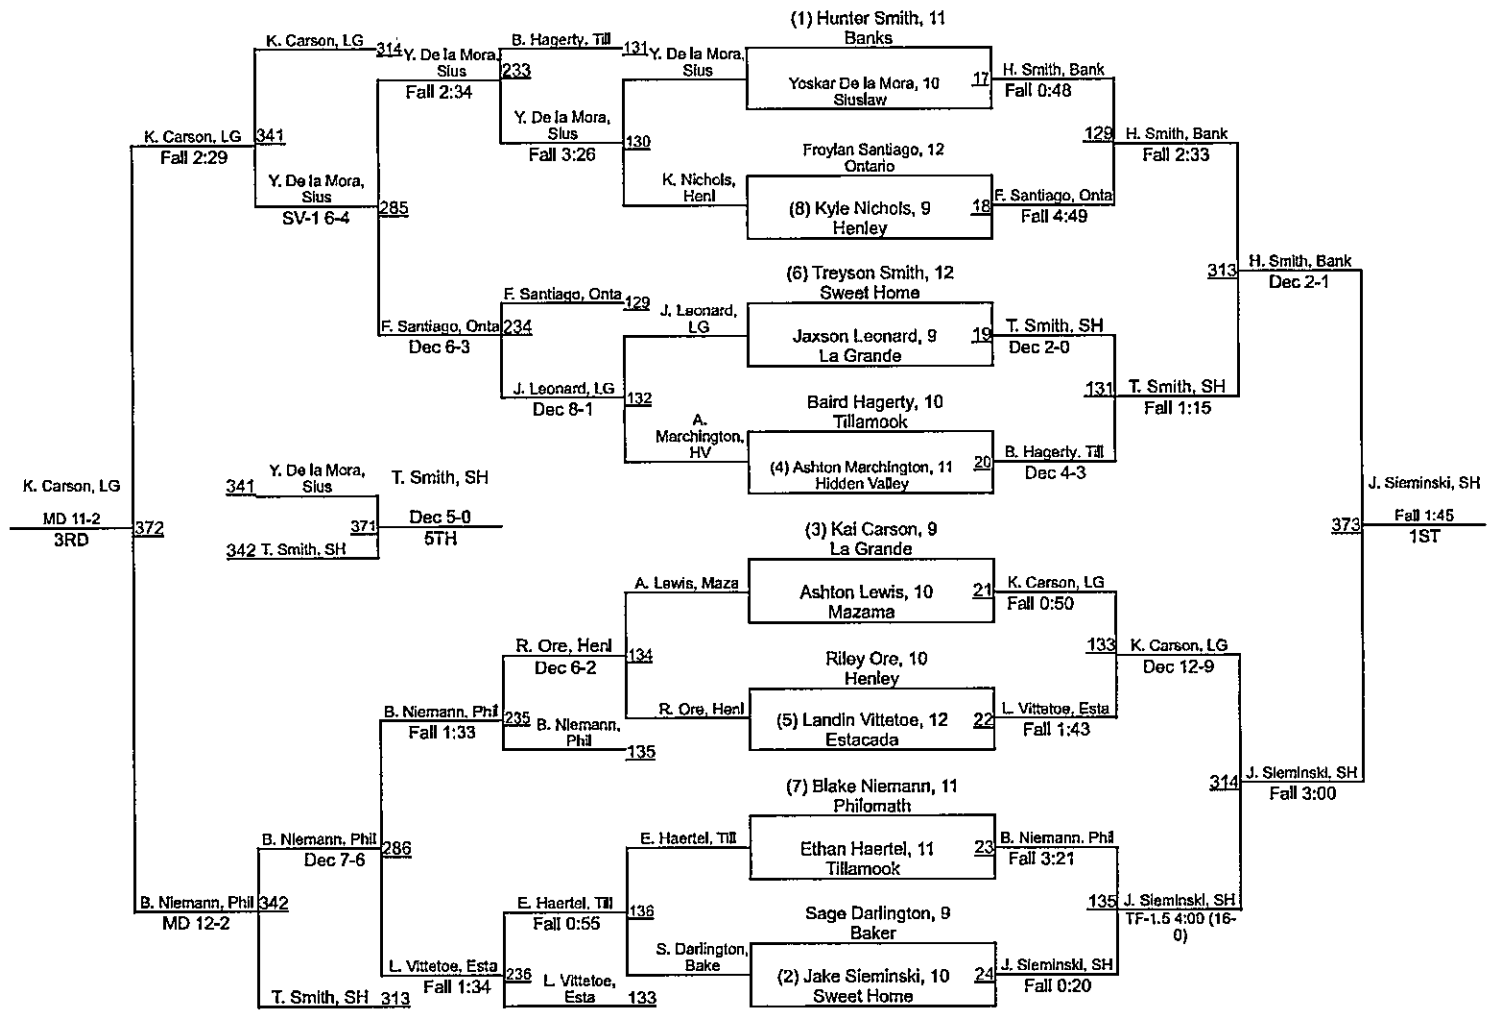 (1) Hunter Smith, 11
Banks
K. Carson, LG
314
Y. De la Mora,
Sius
Fall 2:34
B. Hagerty, Till
131
233
Y. De la Mora,
Sius
Yoskar De la Mora, 10
Siuslaw
17
H. Smith, Bank
Fall 0:48
K. Carson, LG
Fall 2:29
341
Y. De la Mora,
Sius
Fall 3:26
130
129
H. Smith, Bank
Fall 2:33
Froylan Santiago, 12
Ontario
Y. De la Mora,
Sius
SV-1 6-4
285
K. Nichols,
Henl
(8) Kyle Nichols, 9
Henley
18
F. Santiago, Onta
Fall 4:49
(6) Treyson Smith, 12
Sweet Home
313
H. Smith, Bank
Dec 2-1
F. Santiago, Onta
129
F. Santiago, Onta
Dec 6-3
234
J. Leonard,
LG
Jaxson Leonard, 9
La Grande
19
T. Smith, SH
Dec 2-0
J. Leonard, LG
Dec 8-1
132
131
T. Smith, SH
Fall 1:15
Baird Hagerty, 10
Tillamook
A.
Marchington,
HV
(4) Ashton Marchington, 11
Hidden Valley
20
B. Hagerty, Till
Dec 4-3
K. Carson, LG
MD 11-2
3RD
372
341
Y. De la Mora,
Sius
342
T. Smith, SH
371
T. Smith, SH
Dec 5-0
5TH
J. Sieminski, SH
373
Fall 1:45
1ST
(3) Kai Carson, 9
La Grande
A. Lewis, Maza
Ashton Lewis, 10
Mazama
21
K. Carson, LG
Fall 0:50
R. Ore, Henl
Dec 6-2
134
133
K. Carson, LG
Dec 12-9
Riley Ore, 10
Henley
B. Niemann, Phil
Fall 1:33
235
B. Niemann,
Phil
135
R. Ore, Henl
(5) Landin Vittetoe, 12
Estacada
22
L. Vittetoe, Esta
Fall 1:43
314
J. Sieminski, SH
Fall 3:00
(7) Blake Niemann, 11
Philomath
B. Niemann, Phil
Dec 7-6
286
E. Haertel, Till
Ethan Haertel, 11
Tillamook
23
B. Niemann, Phil
Fall 3:21
B. Niemann, Phil
MD 12-2
342
E. Haertel, Till
Fall 0:55
136
135
J. Sieminski, SH
TF-1.5 4:00 (16-
0)
Sage Darlington, 9
Baker
L. Vittetoe, Esta
Fall 1:34
236
S. Darlington,
Bake
(2) Jake Sieminski, 10
Sweet Home
24
J. Sieminski, SH
Fall 0:20
T. Smith, SH
313
L. Vittetoe,
Esta
133